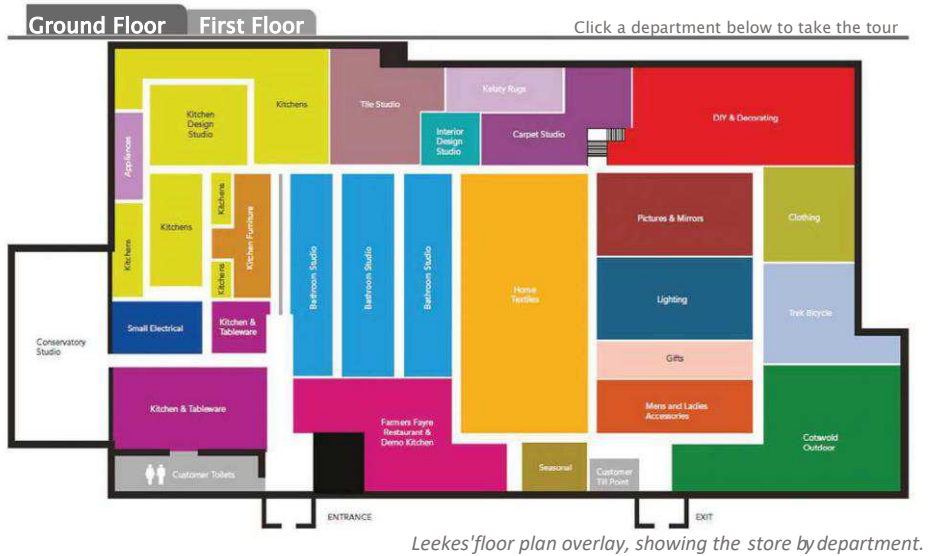 Ground Floor
First Floor
Click a department below to take the tour
Kitchens
Kitchen
Design
Studio
Tile Studio
Kelaty Rugs
Interior
Design
Studio
Carpet Studio
DIY & Decorating
Appliances
Kitchens
Kitchens
Kitchens
Kitchens
Kitchen Furniture
Bathroom Studio
Bathroom Studio
Bathroom Studio
Home
Textiles
Pictures & Mirrors
Clothing
Lighting
Trek Bicycle
Small Electrical
Kitchen &
Tableware
Conservatory
Studio
Gifts
Kitchen & Tableware
Farmers Fayre
Restaurant &
Demo Kitchen
Mens and Ladies
Accessories
Cotswold
Outdoor
Customer Toilets
Seasonal
Customer
Till Point
ENTRANCE
EXIT
Leekes'floor plan overlay, showing the store by department.